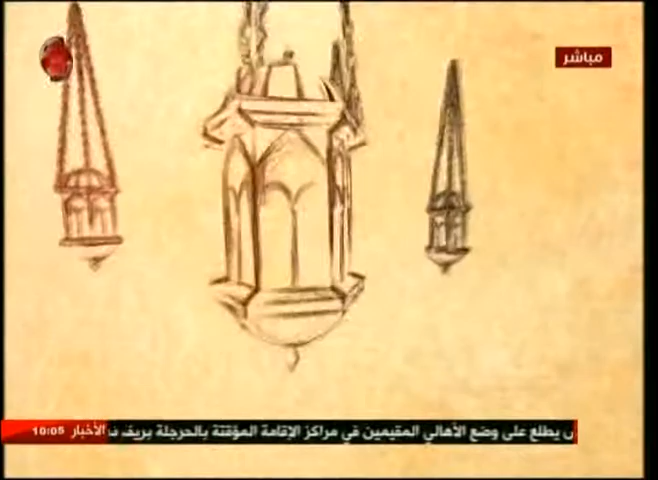 مباشر
يطلع على وضع الأهالي المقيمين في مراكز الإقامة المؤقتة بالحرجلة بريف
الأخبار 10:05